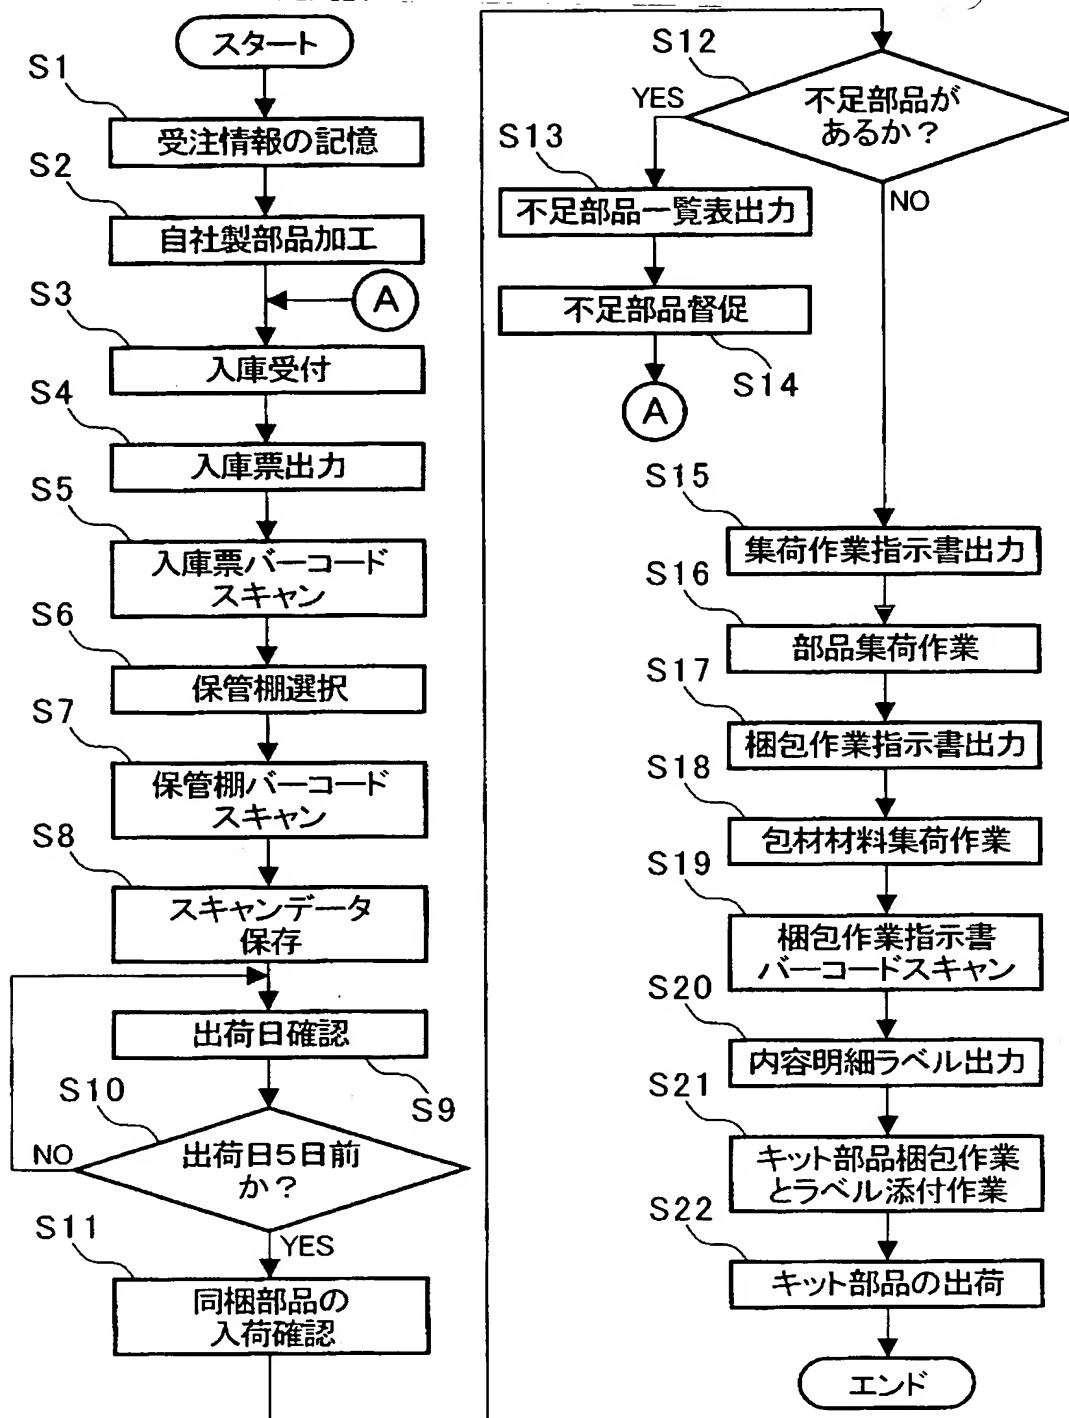 スタート
S1
受注情報の記憶
S2
自社製部品加工
A
S3
入庫受付
S4
入庫票出力
S5
入庫票バーコード
スキャン
S6
保管棚選択
S7
保管棚バーコード
スキャン
S8
スキャンデータ
保存
出荷日確認
S9
S10
出荷日5日前
か?
NO
YES
S11
同梱部品の
入荷確認
S12
不足部品が
あるか?
YES
NO
S13
不足部品一覧表出力
不足部品督促
S14
A
S15
集荷作業指示書出力
S16
部品集荷作業
S17
梱包作業指示書出力
S18
包材材料集荷作業
S19
梱包作業指示書
バーコードスキャン
S20
内容明細ラベル出力
S21
キット部品梱包作業
とラベル添付作業
S22
キット部品の出荷
エンド